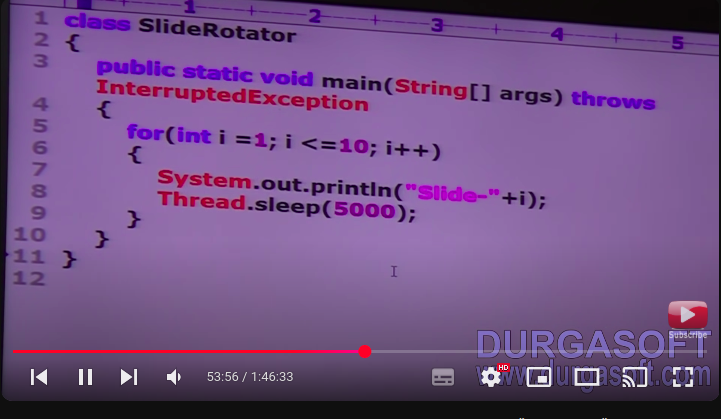 1 2 3 4 5
1 class SlideRotator
2 {
3 public static void main(String[] args) throws
InterruptedException
4 {
5 for(int i =1; i <=10; i++)
6 {
7 System.out.println("Slide-"+i);
8 Thread.sleep(5000);
9 }
10 }
11 }
12
Subscribe
DURGASOFT
www.durgasoft.com
53:56 / 1:46:33
HD